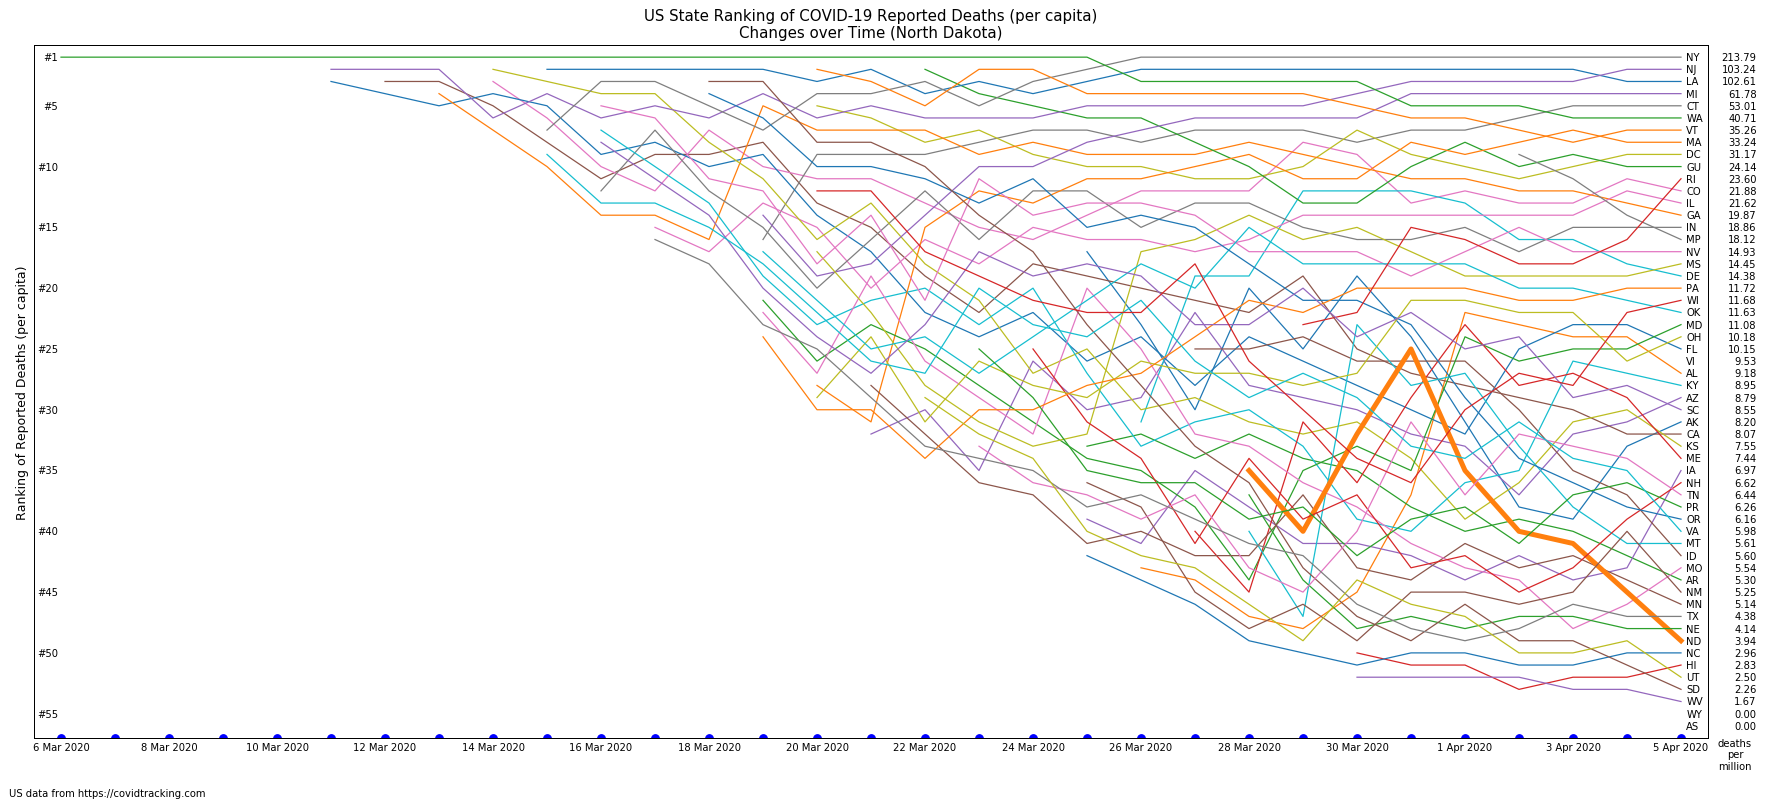 US State Ranking of COVID-19 Reported Deaths (per capita)
Changes over Time (North Dakota)
Ranking of Reported Deaths (per capita)
#1
#5
#10
#15
#20
#25
#30
#35
#40
#45
#50
#55
NY 213.79
NJ 103.24
LA 102.61
MI 61.78
CT 53.01
WA 40.71
VT 35.26
MA 33.24
DC 31.17
GU 24.14
RI 23.60
CO 21.88
IL 21.62
GA 19.87
IN 18.86
MP 18.12
NV 14.93
MS 14.45
DE 14.38
PA 11.72
WI 11.68
OK 11.63
MD 11.08
OH 10.18
FL 10.15
VI 9.53
AL 9.18
KY 8.95
AZ 8.79
SC 8.55
AK 8.20
CA 8.07
KS 7.55
ME 7.44
IA 6.97
NH 6.62
TN 6.44
PR 6.26
OR 6.16
VA 5.98
MT 5.61
ID 5.60
MO 5.54
AR 5.30
NM 5.25
MN 5.14
TX 4.38
NE 4.14
ND 3.94
NC 2.96
HI 2.83
UT 2.50
SD 2.26
WV 1.67
WY 0.00
AS 0.00
6 Mar 2020 8 Mar 2020 10 Mar 2020 12 Mar 2020 14 Mar 2020 16 Mar 2020 18 Mar 2020 20 Mar 2020 22 Mar 2020 24 Mar 2020 26 Mar 2020 28 Mar 2020 30 Mar 2020 1 Apr 2020 3 Apr 2020 5 Apr 2020
deaths
per
million
US data from https://covidtracking.com